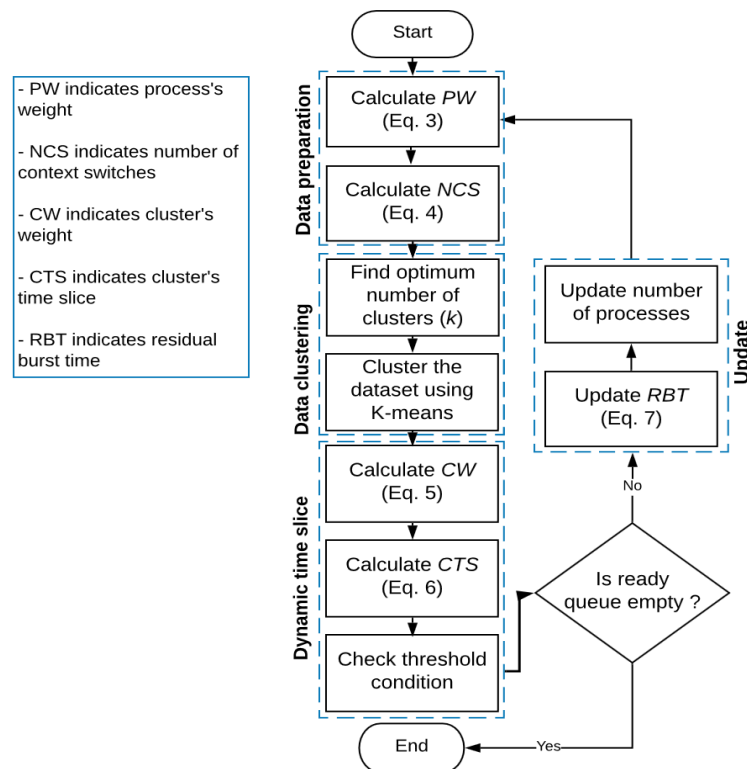 Start
- PW indicates process's
weight
- NCS indicates number of
context switches
- CW indicates cluster's
weight
- CTS indicates cluster's
time slice
- RBT indicates residual
burst time
Data preparation
Calculate PW
(Eq. 3)
Calculate NCS
(Eq. 4)
Data clustering
Find optimum
number of
clusters (k)
Cluster the
dataset using
K-means
Dynamic time slice
Calculate CW
(Eq. 5)
Calculate CTS
(Eq. 6)
Check threshold
condition
Is ready
queue empty ?
No
Update RBT
(Eq. 7)
Update number
of processes
Update
Yes
End